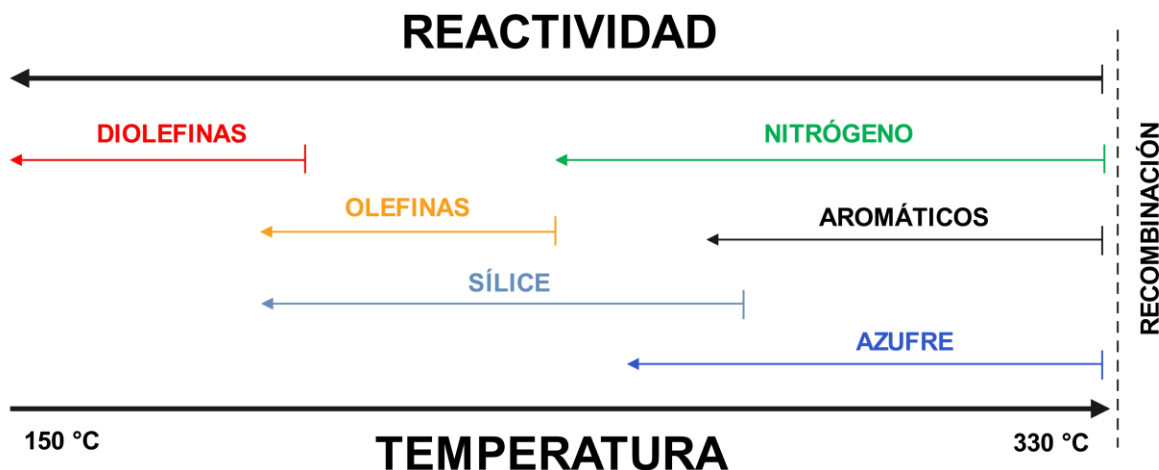 REACTIVIDAD
DIOLEFINAS
NITRÓGENO
OLEFINAS
AROMÁTICOS
SÍLICE
AZUFRE
RECOMBINACIÓN
150 °C
TEMPERATURA
330 °C